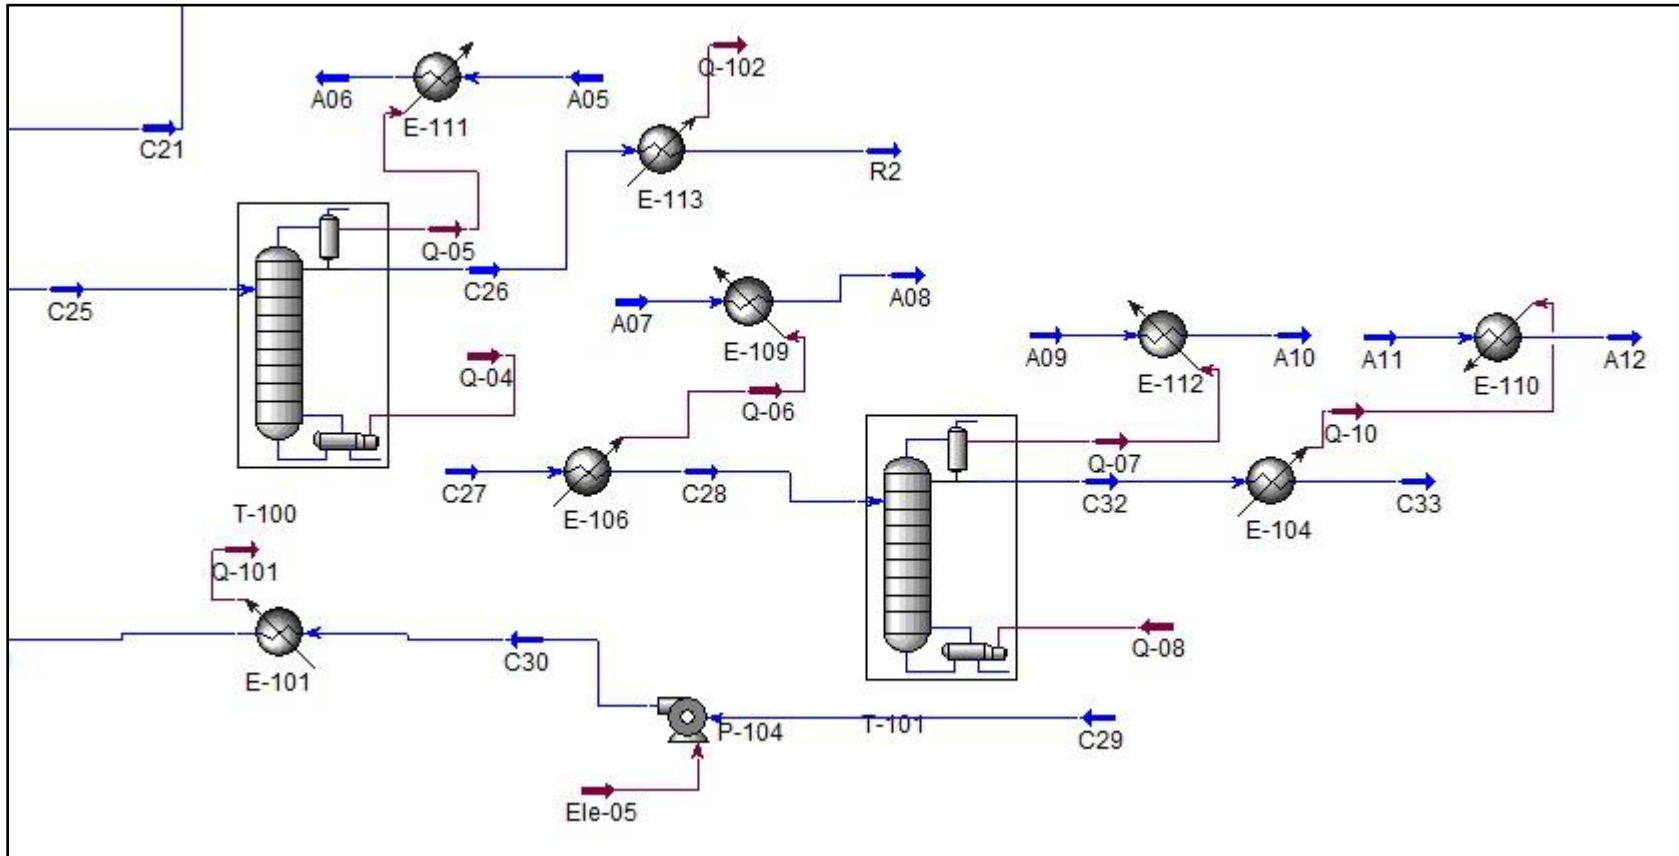 Q-102
A06
A05
E-111
C21
R2
E-113
Q-05
C26
A08
C25
A07
E-109
A09
A10
A11
A12
Q-04
E-112
E-110
Q-06
Q-10
Q-07
C27
C28
C32
C33
T-100
E-106
E-104
Q-101
C30
Q-08
E-101
P-104
T-101
C29
Ele-05